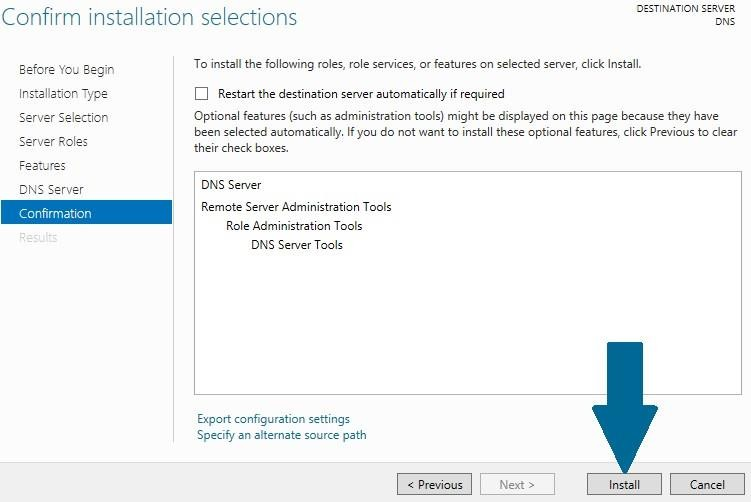 Confirm installation selections
DESTINATION SERVER
DNS
Before You Begin
Installation Type
Server Selection
Server Roles
Features
DNS Server
Confirmation
Results
To install the following roles, role services, or features on selected server, click Install.
Restart the destination server automatically if required
Optional features (such as administration tools) might be displayed on this page because they have
been selected automatically. If you do not want to install these optional features, click Previous to clear
their check boxes.
DNS Server
Remote Server Administration Tools
Role Administration Tools
DNS Server Tools
Export configuration settings
Specify an alternate source path
< Previous
Next >
Install
Cancel